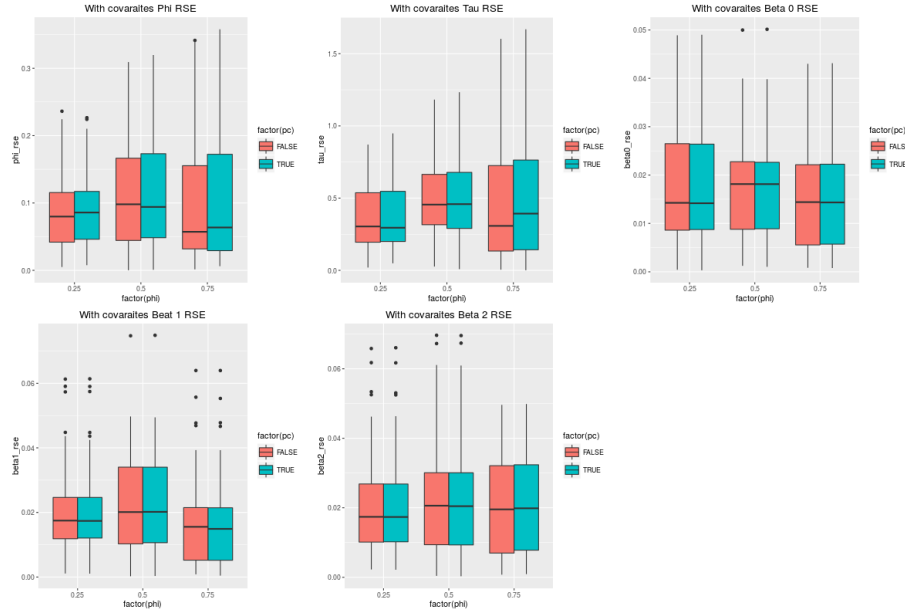 With covaraites Phi RSE
phi_rse
0.3
0.2
0.1
0.0
0.25
0.5
0.75
factor(phi)
factor(pc)
FALSE
TRUE
With covaraites Tau RSE
tau_rse
1.5
1.0
0.5
0.0
0.25
0.5
0.75
factor(phi)
factor(pc)
FALSE
TRUE
With covaraites Beta 0 RSE
beta0_rse
0.05
0.04
0.03
0.02
0.01
0.00
0.25
0.5
0.75
factor(phi)
factor(pc)
FALS
TRUE
With covaraites Beat 1 RSE
beta1_rse
0.06
0.04
0.02
0.00
0.25
0.5
0.75
factor(phi)
factor(pc)
FALSE
TRUE
With covaraites Beta 2 RSE
beta2_rse
0.06
0.04
0.02
0.00
0.25
0.5
0.75
factor(phi)
factor(pc)
FALSE
TRUE